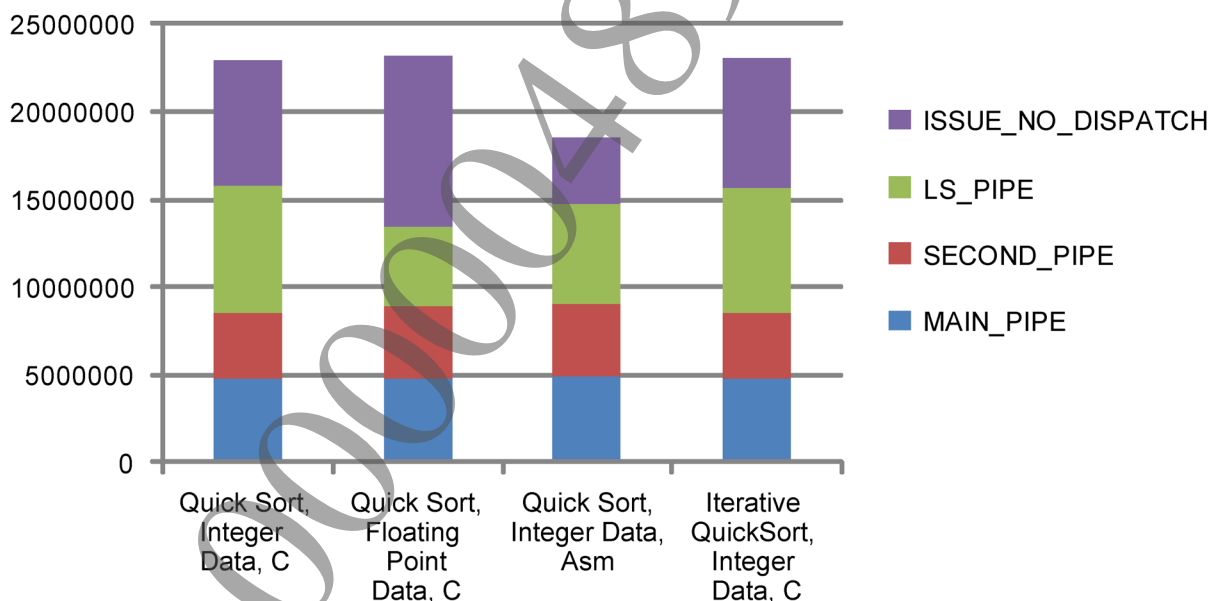 25000000
20000000
15000000
10000000
5000000
0
Quick Sort,
Integer
Data, C
Quick Sort,
Floating
Point
Data, C
Quick Sort,
Integer Data,
Asm
Iterative
QuickSort,
Integer
Data, C
ISSUE_NO_DISPATCH
LS_PIPE
SECOND_PIPE
MAIN_PIPE